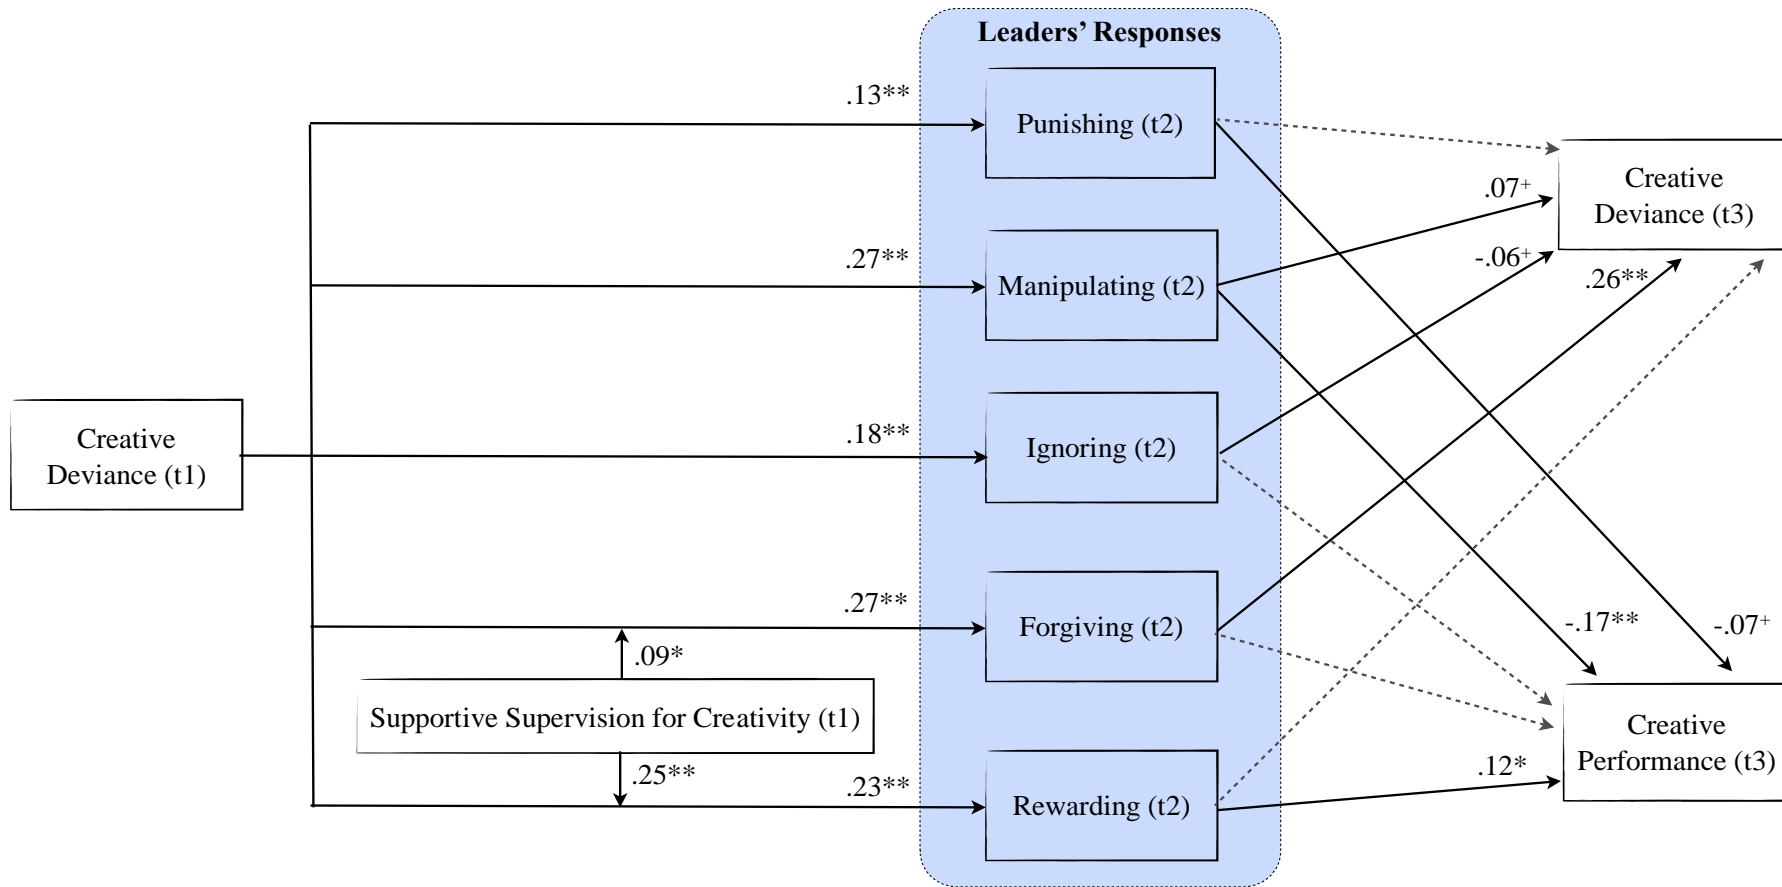 Leaders’ Responses
.13**
Punishing (t2)
.07⁺
Creative
Deviance (t3)
.27**
Manipulating (t2)
-.06⁺
.26**
Creative
Deviance (t1)
.18**
Ignoring (t2)
.27**
Forgiving (t2)
-.17**
-.07⁺
.09*
Supportive Supervision for Creativity (t1)
.25**
.23**
Rewarding (t2)
.12*
Creative
Performance (t3)